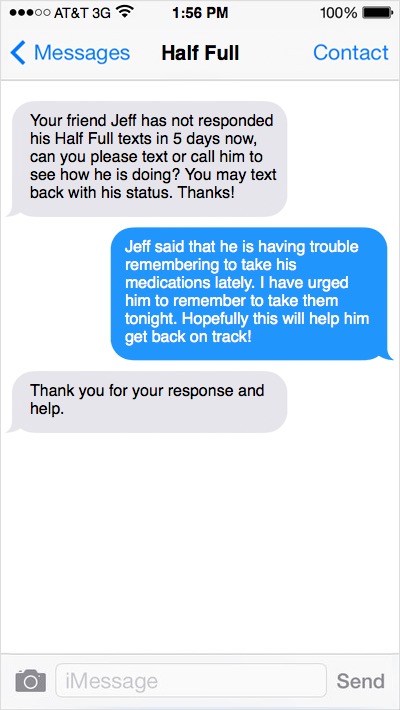 AT&T 3G 1:56 PM 100%
Messages Half Full Contact
Your friend Jeff has not responded
his Half Full texts in 5 days now,
can you please text or call him to
see how he is doing? You may text
back with his status. Thanks!
Jeff said that he is having trouble
remembering to take his
medications lately. I have urged
him to remember to take them
tonight. Hopefully this will help him
get back on track!
Thank you for your response and
help.
iMessage Send